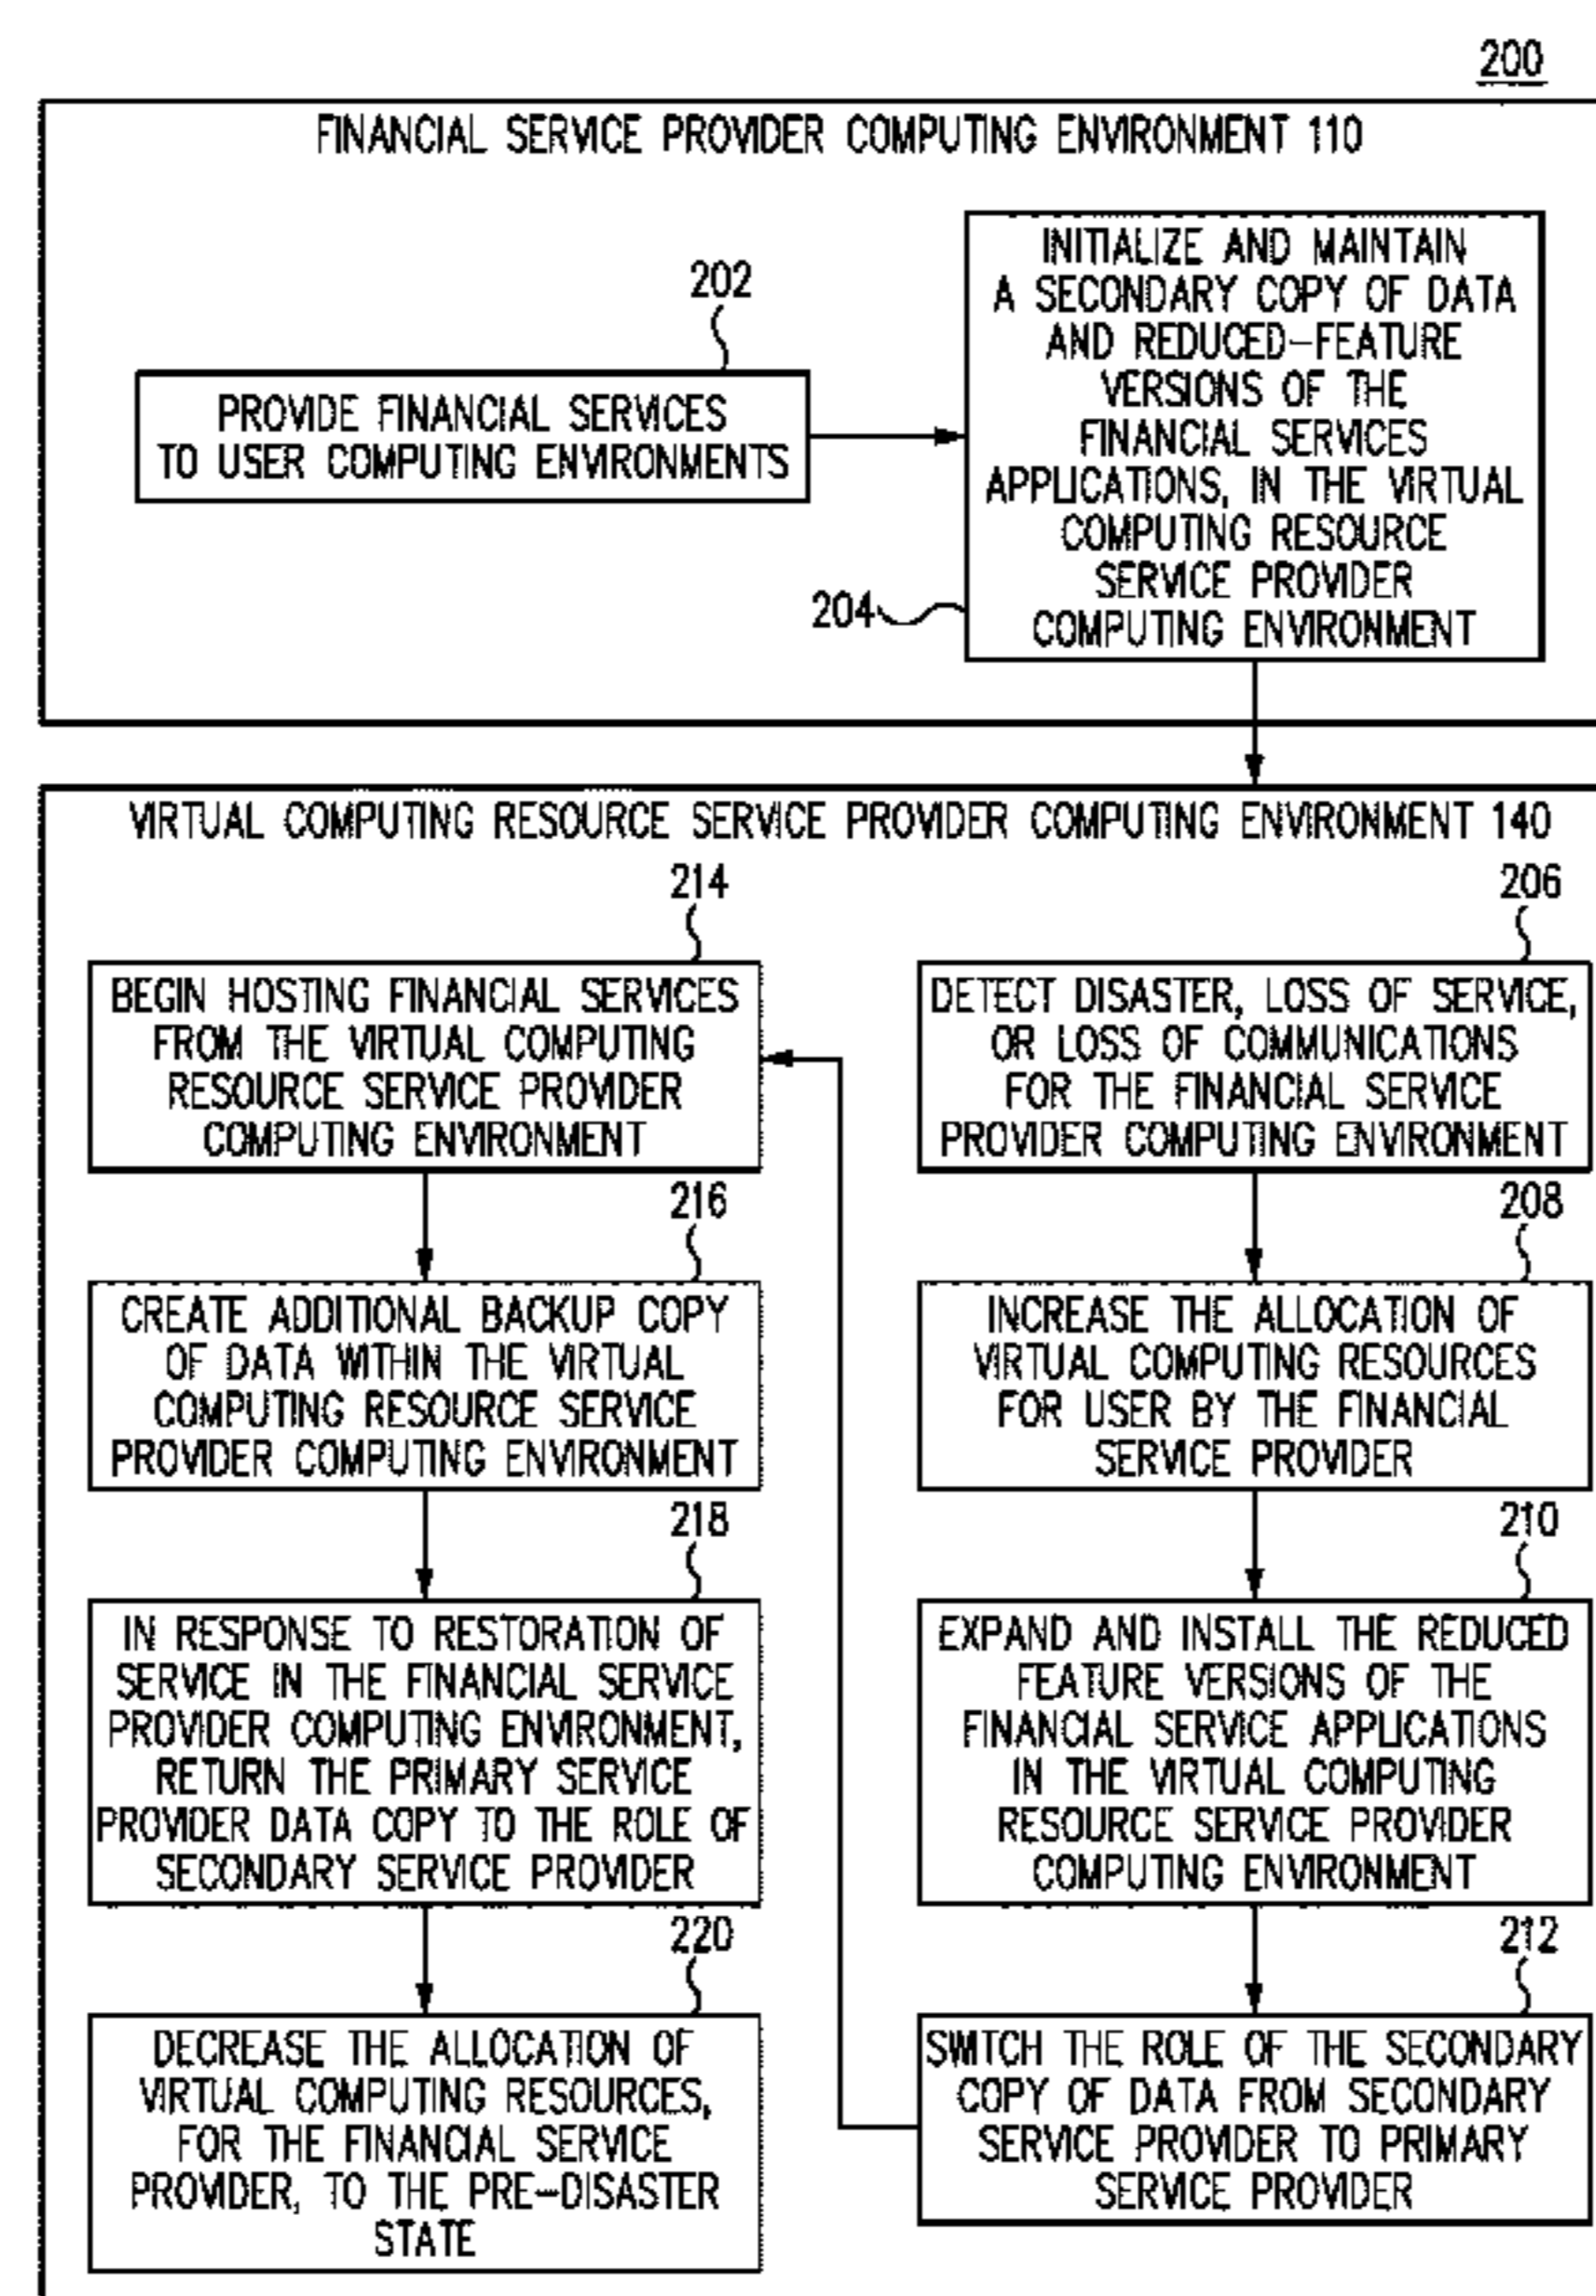 200
FINANCIAL SERVICE PROVIDER COMPUTING ENVIRONMENT 110
202
PROVIDE FINANCIAL SERVICES
TO USER COMPUTING ENVIRONMENTS
INITIALIZE AND MAINTAIN
A SECONDARY COPY OF DATA
AND REDUCED-FEATURE
VERSIONS OF THE
FINANCIAL SERVICES
APPLICATIONS, IN THE VIRTUAL
COMPUTING RESOURCE
SERVICE PROVIDER
COMPUTING ENVIRONMENT
204
VIRTUAL COMPUTING RESOURCE SERVICE PROVIDER COMPUTING ENVIRONMENT 140
206
DETECT DISASTER, LOSS OF SERVICE,
OR LOSS OF COMMUNICATIONS
FOR THE FINANCIAL SERVICE
PROVIDER COMPUTING ENVIRONMENT
208
INCREASE THE ALLOCATION OF
VIRTUAL COMPUTING RESOURCES
FOR USER BY THE FINANCIAL
SERVICE PROVIDER
210
EXPAND AND INSTALL THE REDUCED
FEATURE VERSIONS OF THE
FINANCIAL SERVICE APPLICATIONS
IN THE VIRTUAL COMPUTING
RESOURCE SERVICE PROVIDER
COMPUTING ENVIRONMENT
212
SWITCH THE ROLE OF THE SECONDARY
COPY OF DATA FROM SECONDARY
SERVICE PROVIDER TO PRIMARY
SERVICE PROVIDER
214
BEGIN HOSTING FINANCIAL SERVICES
FROM THE VIRTUAL COMPUTING
RESOURCE SERVICE PROVIDER
COMPUTING ENVIRONMENT
216
CREATE ADDITIONAL BACKUP COPY
OF DATA WITHIN THE VIRTUAL
COMPUTING RESOURCE SERVICE
PROVIDER COMPUTING ENVIRONMENT
218
IN RESPONSE TO RESTORATION OF
SERVICE IN THE FINANCIAL SERVICE
PROVIDER COMPUTING ENVIRONMENT,
RETURN THE PRIMARY SERVICE
PROVIDER DATA COPY TO THE ROLE OF
SECONDARY SERVICE PROVIDER
220
DECREASE THE ALLOCATION OF
VIRTUAL COMPUTING RESOURCES,
FOR THE FINANCIAL SERVICE
PROVIDER, TO THE PRE-DISASTER
STATE